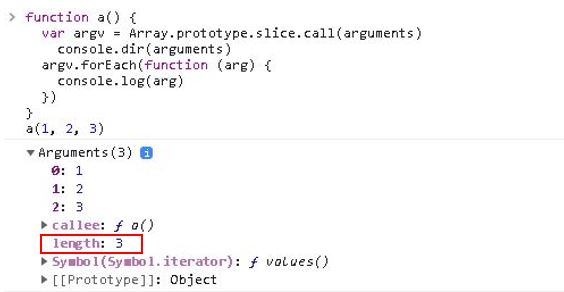 > function a() {
var argv = Array.prototype.slice.call(arguments)
console.dir(arguments)
argv.forEach(function (arg) {
console.log(arg)
})
}
a(1, 2, 3)
▼ Arguments(3) i
0: 1
1: 2
2: 3
▶ callee: ƒ a()
length: 3
▶ Symbol(Symbol.iterator): ƒ values()
▶ [[Prototype]]: Object